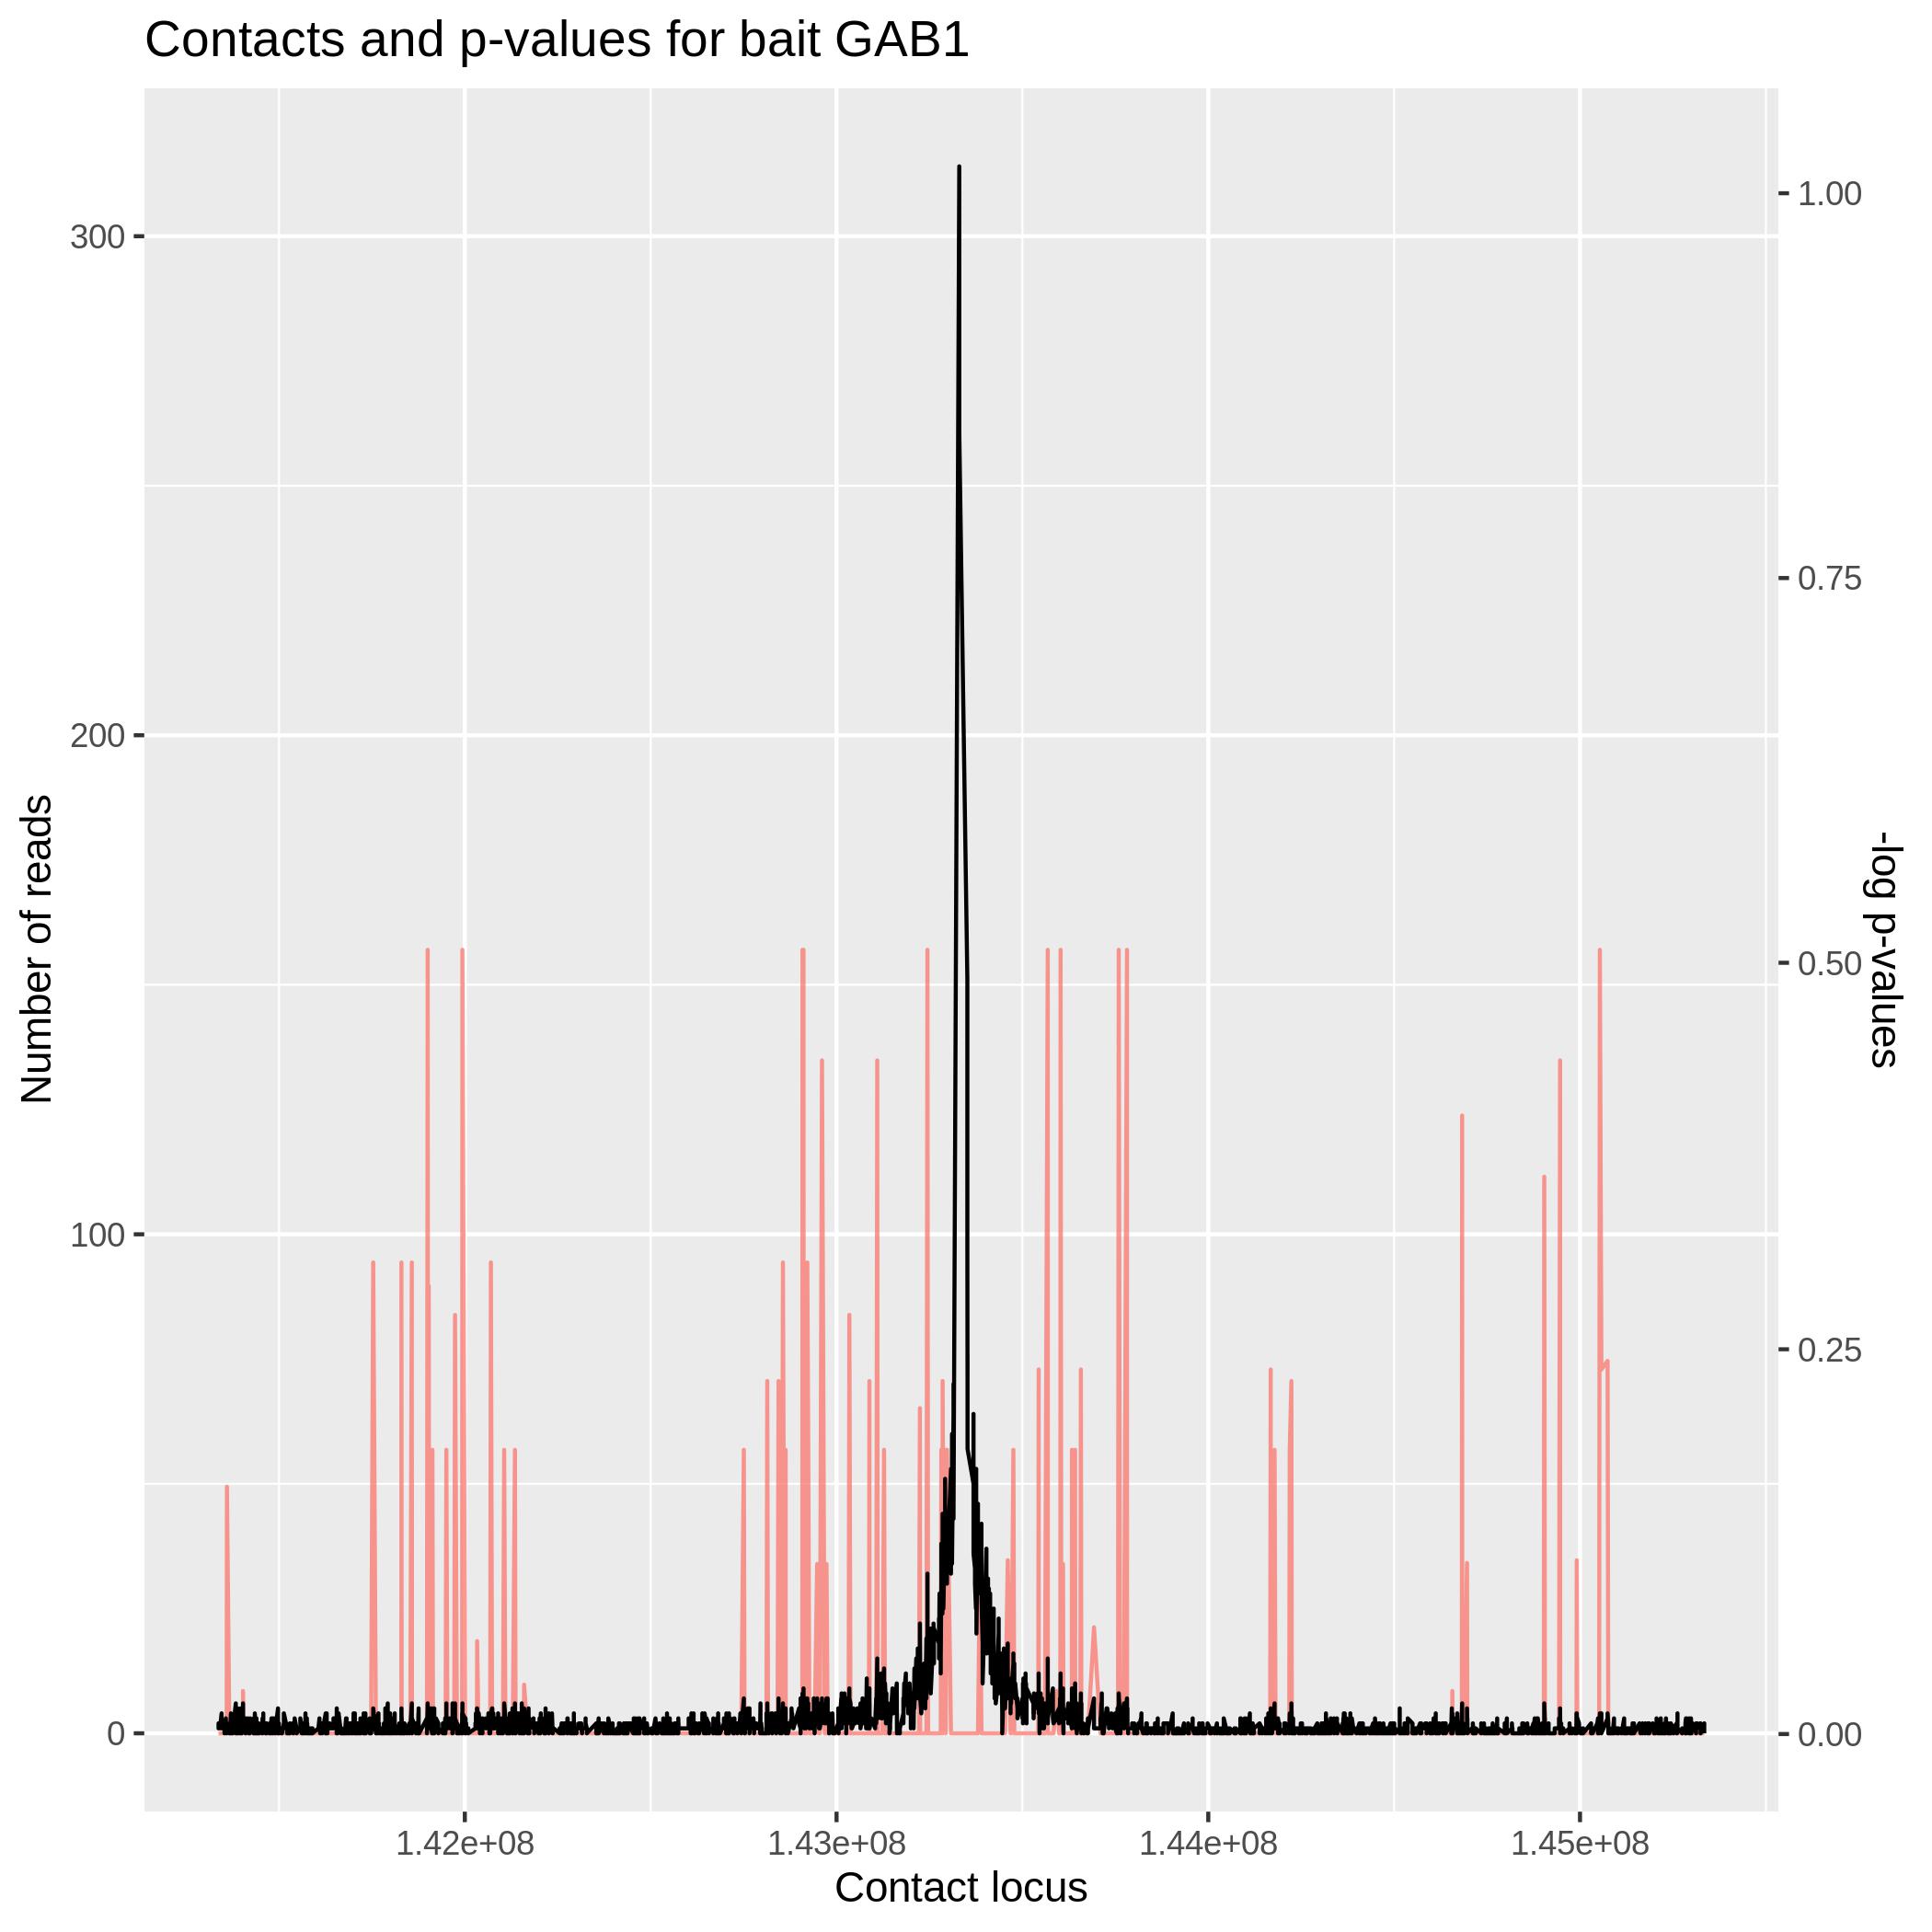 Contacts and p-values for bait GAB1
300
200
100
0
Number of reads
1.00
0.75
0.50
0.25
0.00
-log p-values
1.42e+08
1.43e+08
1.44e+08
1.45e+08
Contact locus